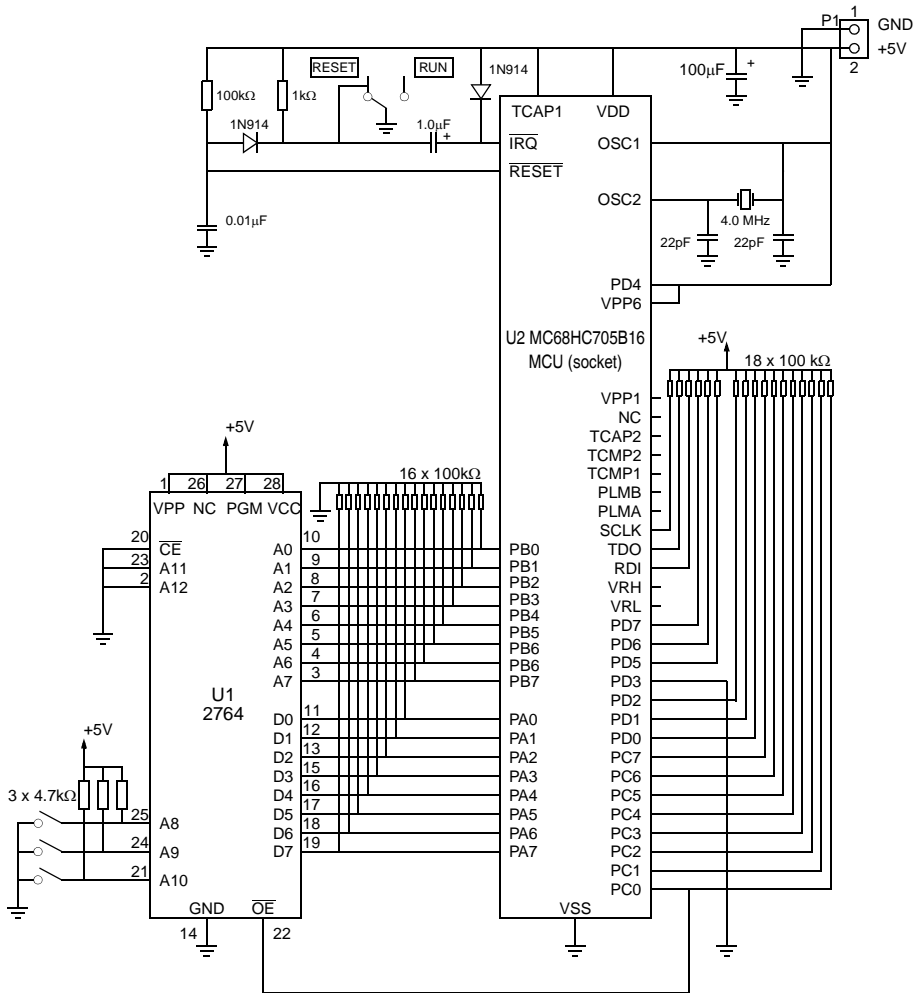 P1
1
GND
+5V
2
RESET
RUN
1N914
100μF
+
100kΩ
1kΩ
1N914
1.0μF
+
TCAP1
VDD
IRQ
OSC1
RESET
OSC2
4.0 MHz
0.01μF
22pF
22pF
PD4
VPP6
U2 MC68HC705B16
MCU (socket)
+5V
18 x 100 kΩ
VPP1
NC
TCAP2
TCMP2
TCMP1
PLMB
PLMA
SCLK
TDO
RDI
VRH
VRL
PD7
PD6
PD5
PD3
PD2
PD1
PD0
PC7
PC6
PC5
PC4
PC3
PC2
PC1
PC0
+5V
16 x 100kΩ
1
26
27
28
VPP
NC
PGM
VCC
20
CE
23
A11
2
A12
10
A0
9
A1
8
A2
7
A3
6
A4
5
A5
4
A6
3
A7
PB0
PB1
PB2
PB3
PB4
PB5
PB6
PB6
PB7
U1
2764
11
D0
12
D1
13
D2
15
D3
16
D4
17
D5
18
D6
19
D7
PA0
PA1
PA2
PA3
PA4
PA5
PA6
PA7
+5V
3 x 4.7kΩ
25
A8
24
A9
21
A10
GND
OE
14
22
VSS